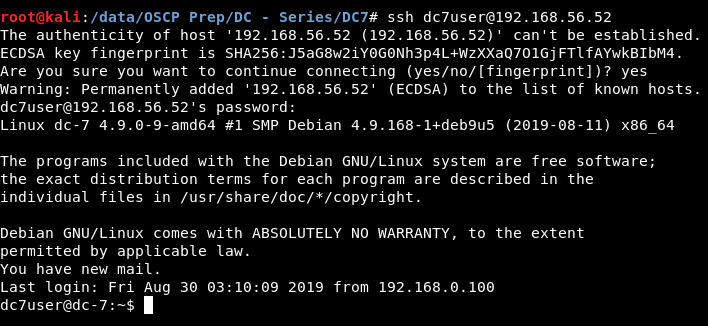 root@kali:/data/OSCP Prep/DC - Series/DC7# ssh dc7user@192.168.56.52
The authenticity of host '192.168.56.52 (192.168.56.52)' can't be established.
ECDSA key fingerprint is SHA256:J5aG8w2iY0G0Nh3p4L+WzXXaQ7O1GjFTlfAYwkBIbM4.
Are you sure you want to continue connecting (yes/no/[fingerprint])? yes
Warning: Permanently added '192.168.56.52' (ECDSA) to the list of known hosts.
dc7user@192.168.56.52's password:
Linux dc-7 4.9.0-9-amd64 #1 SMP Debian 4.9.168-1+deb9u5 (2019-08-11) x86_64
The programs included with the Debian GNU/Linux system are free software;
the exact distribution terms for each program are described in the
individual files in /usr/share/doc/*/copyright.
Debian GNU/Linux comes with ABSOLUTELY NO WARRANTY, to the extent
permitted by applicable law.
You have new mail.
Last login: Fri Aug 30 03:10:09 2019 from 192.168.0.100
dc7user@dc-7:~$